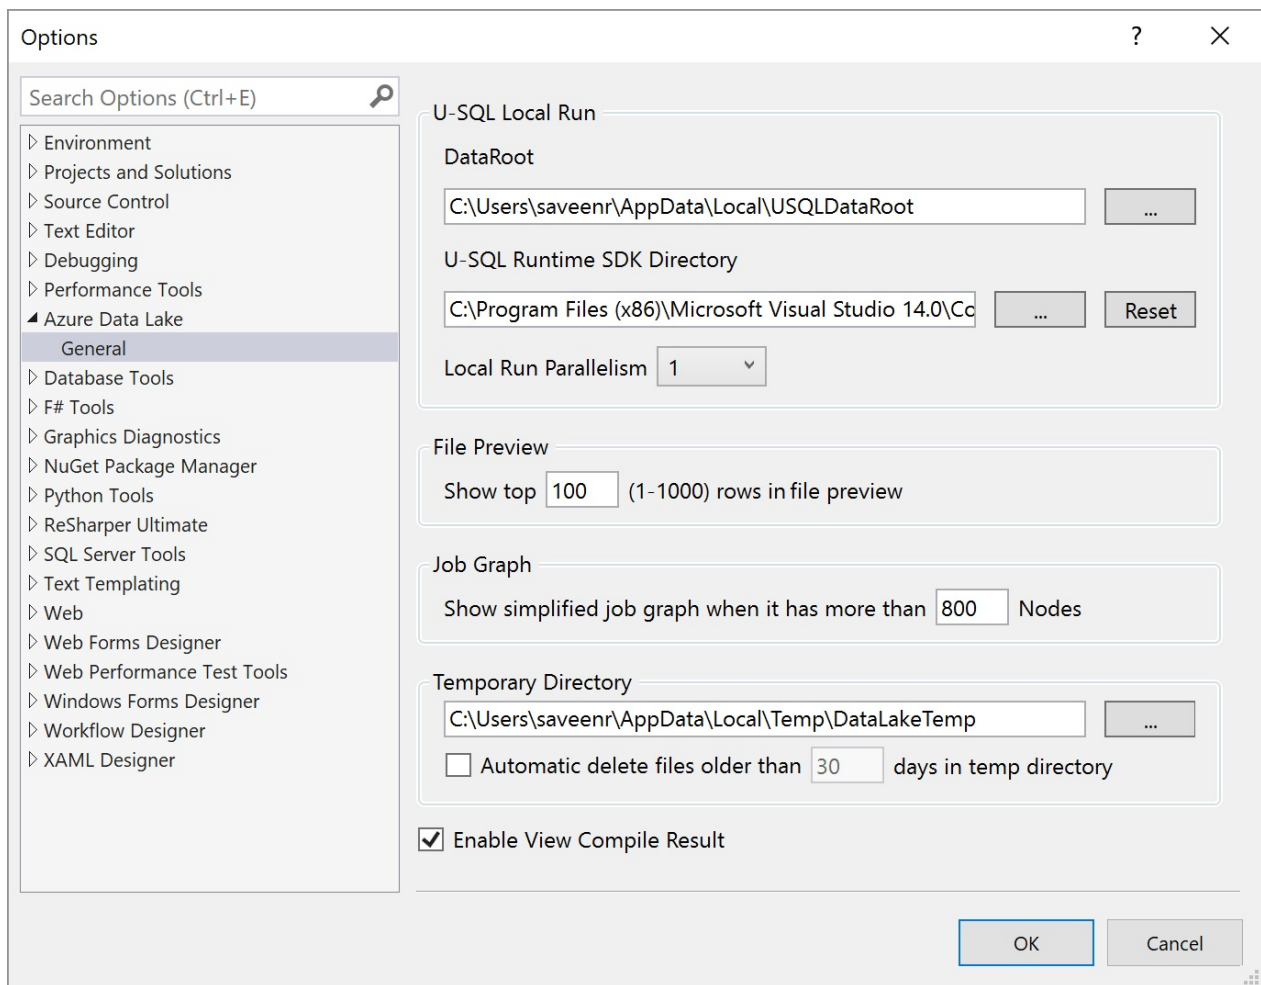 Options
?
Search Options (Ctrl+E)
Environment
Projects and Solutions
Source Control
Text Editor
Debugging
Performance Tools
Azure Data Lake
General
Database Tools
F# Tools
Graphics Diagnostics
NuGet Package Manager
Python Tools
ReSharper Ultimate
SQL Server Tools
Text Templating
Web
Web Forms Designer
Web Performance Test Tools
Windows Forms Designer
Workflow Designer
XAML Designer
U-SQL Local Run
DataRoot
C:\Users\saveenr\AppData\Local\USQLDataRoot ...
U-SQL Runtime SDK Directory
C:\Program Files (x86)\Microsoft Visual Studio 14.0\Co ... Reset
Local Run Parallelism 1
File Preview
Show top 100 (1-1000) rows in file preview
Job Graph
Show simplified job graph when it has more than 800 Nodes
Temporary Directory
C:\Users\saveenr\AppData\Local\Temp\DataLakeTemp ...
Automatic delete files older than 30 days in temp directory
Enable View Compile Result
OK Cancel